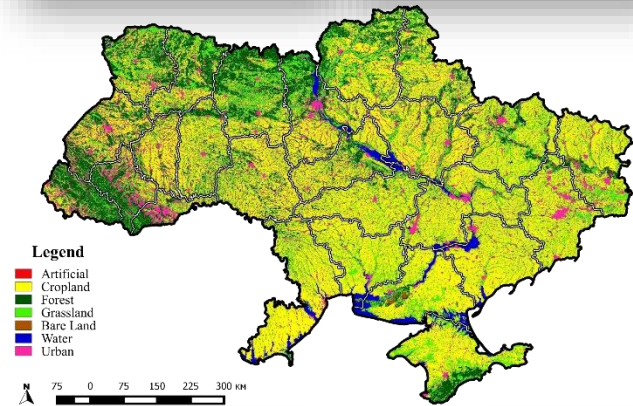 Legend
Artificial
Cropland
Forest
Grassland
Bare Land
Water
Urban
N
75 0 75 150 225 300 KM